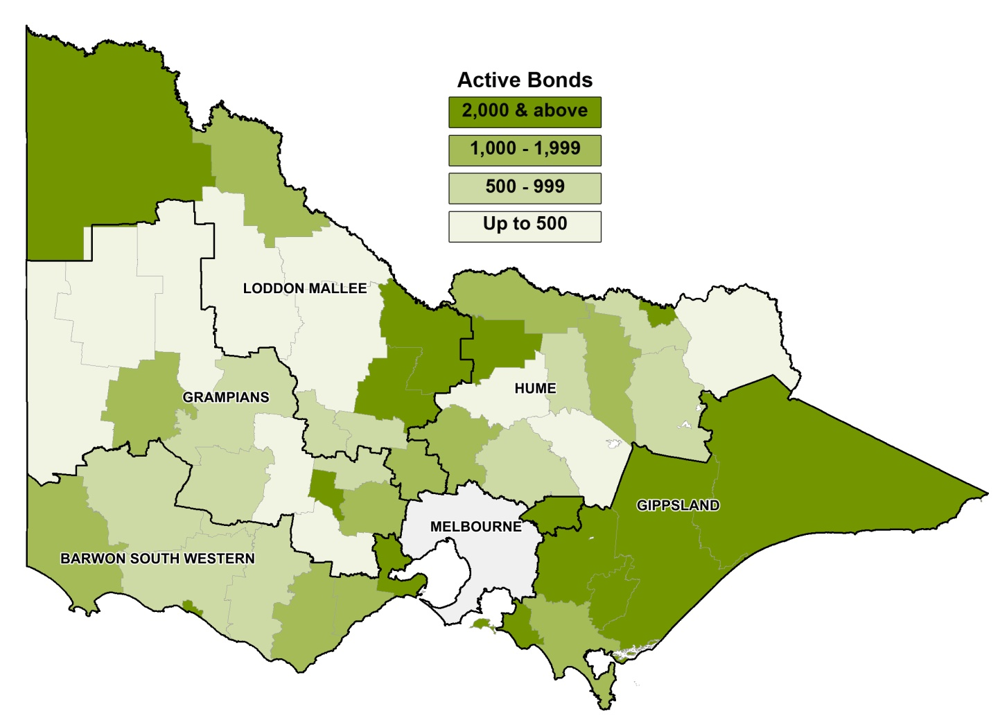 Active Bonds
2,000 & above
1,000 - 1,999
500 - 999
Up to 500
LODDON MALLEE
HUME
GRAMPIANS
GIPPSLAND
MELBOURNE
BARWON SOUTH WESTERN